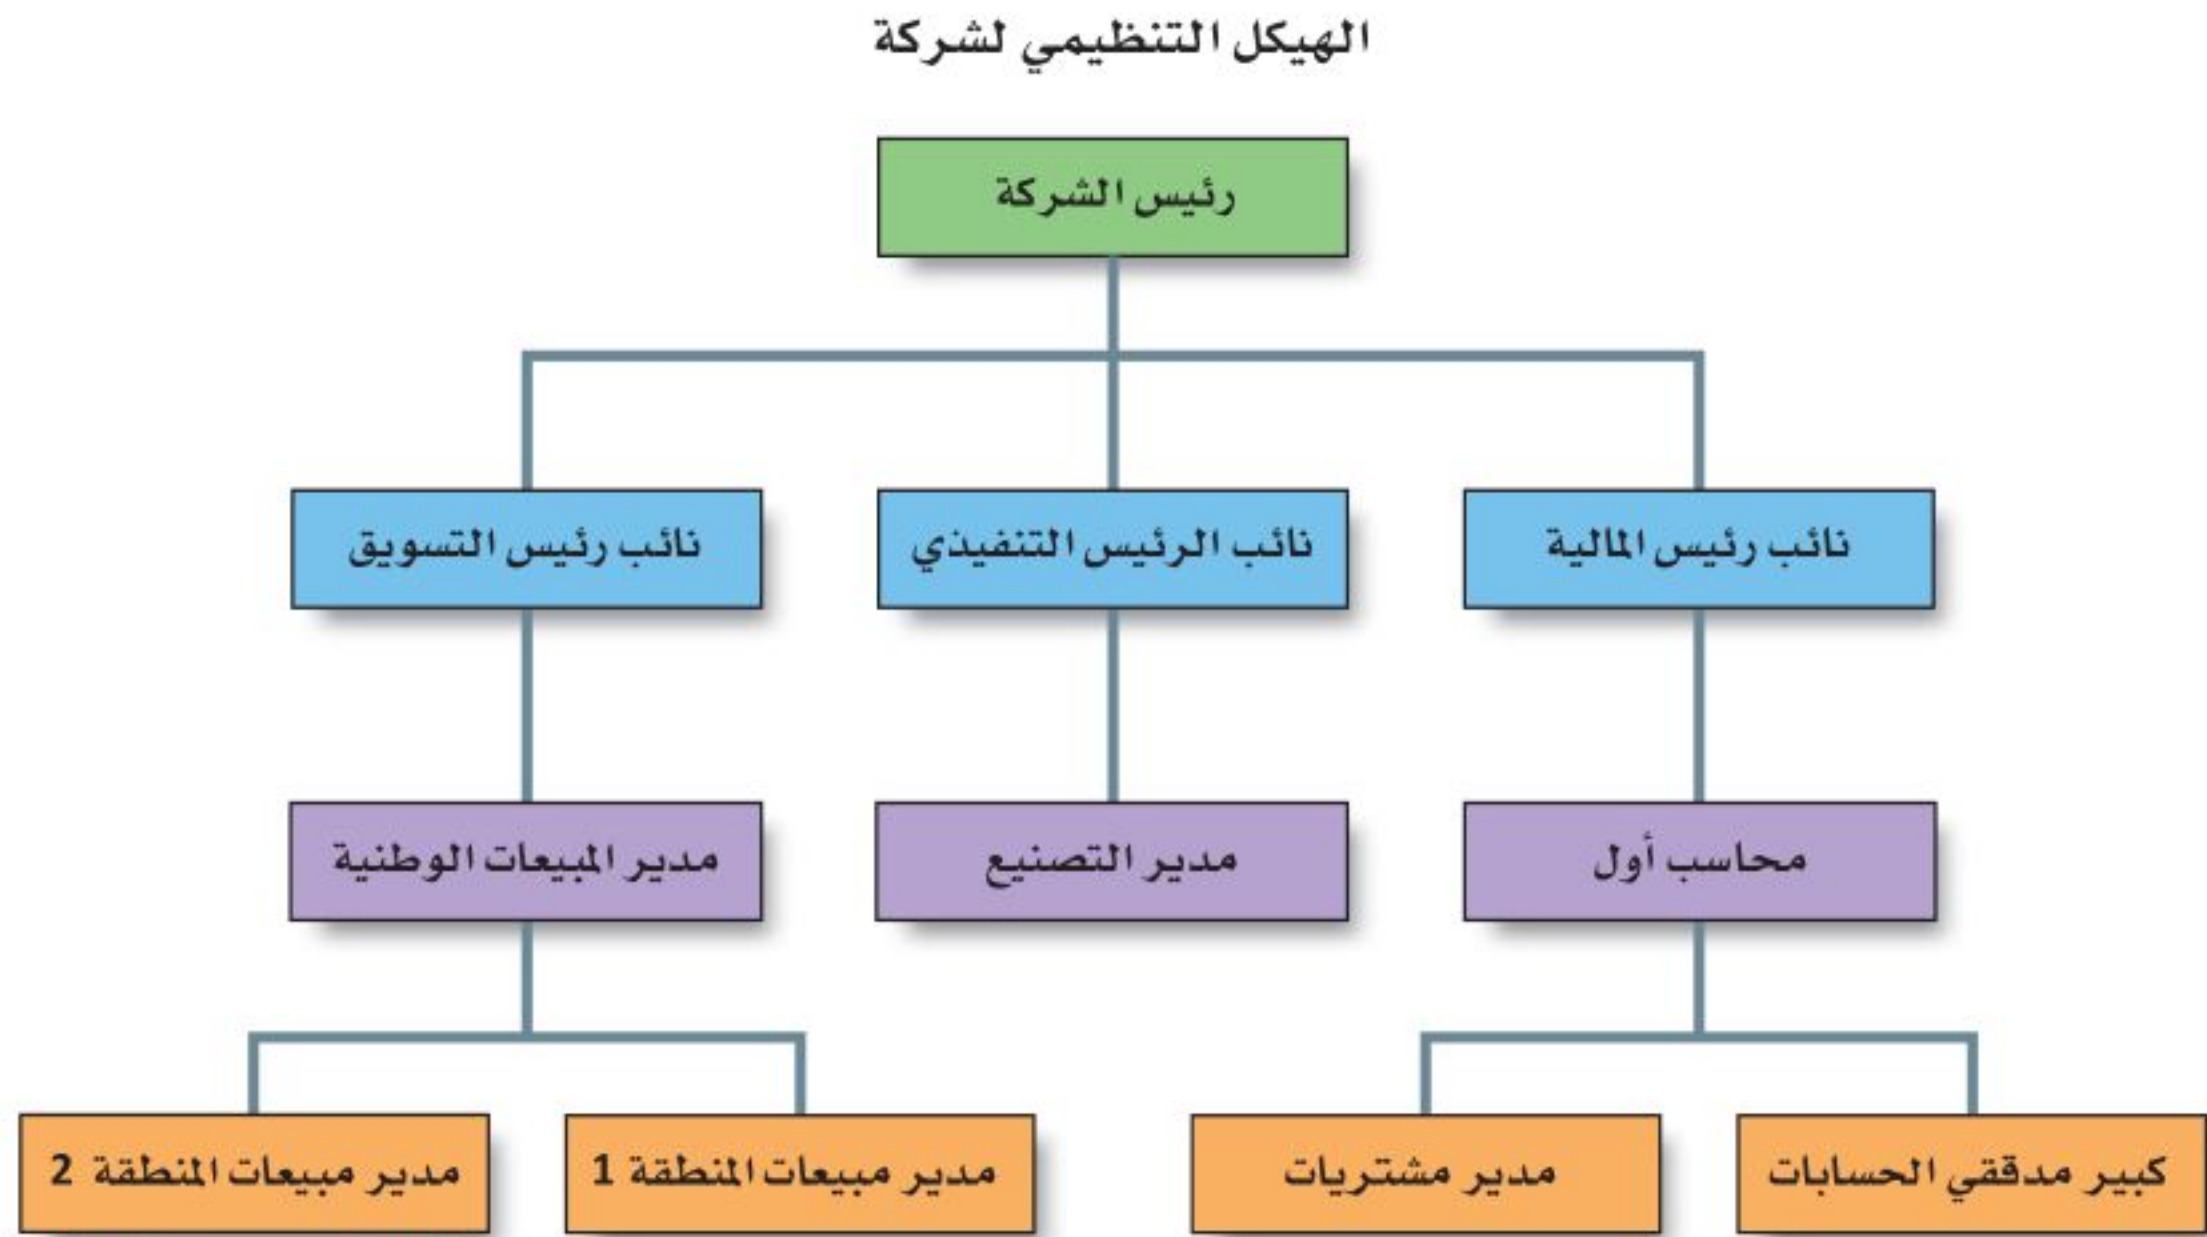 الهيكل التنظيمي لشركة
رئيس الشركة
نائب رئيس المالية
نائب الرئيس التنفيذي
نائب رئيس التسويق
محاسب أول
مدير التصنيع
مدير المبيعات الوطنية
كبير مدققي الحسابات
مدير مشتريات
مدير مبيعات المنطقة 1
مدير مبيعات المنطقة 2